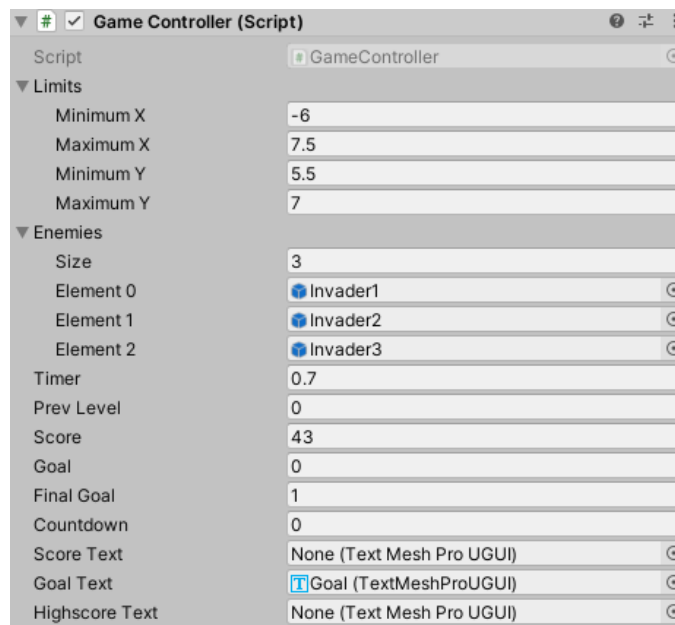 Game Controller (Script)
Script GameController
Limits
Minimum X -6
Maximum X 7.5
Minimum Y 5.5
Maximum Y 7
Enemies
Size 3
Element 0 Invader1
Element 1 Invader2
Element 2 Invader3
Timer 0.7
Prev Level 0
Score 43
Goal 0
Final Goal 1
Countdown 0
Score Text None (Text Mesh Pro UGUI)
Goal Text Goal (TextMeshProUGUI)
Highscore Text None (Text Mesh Pro UGUI)